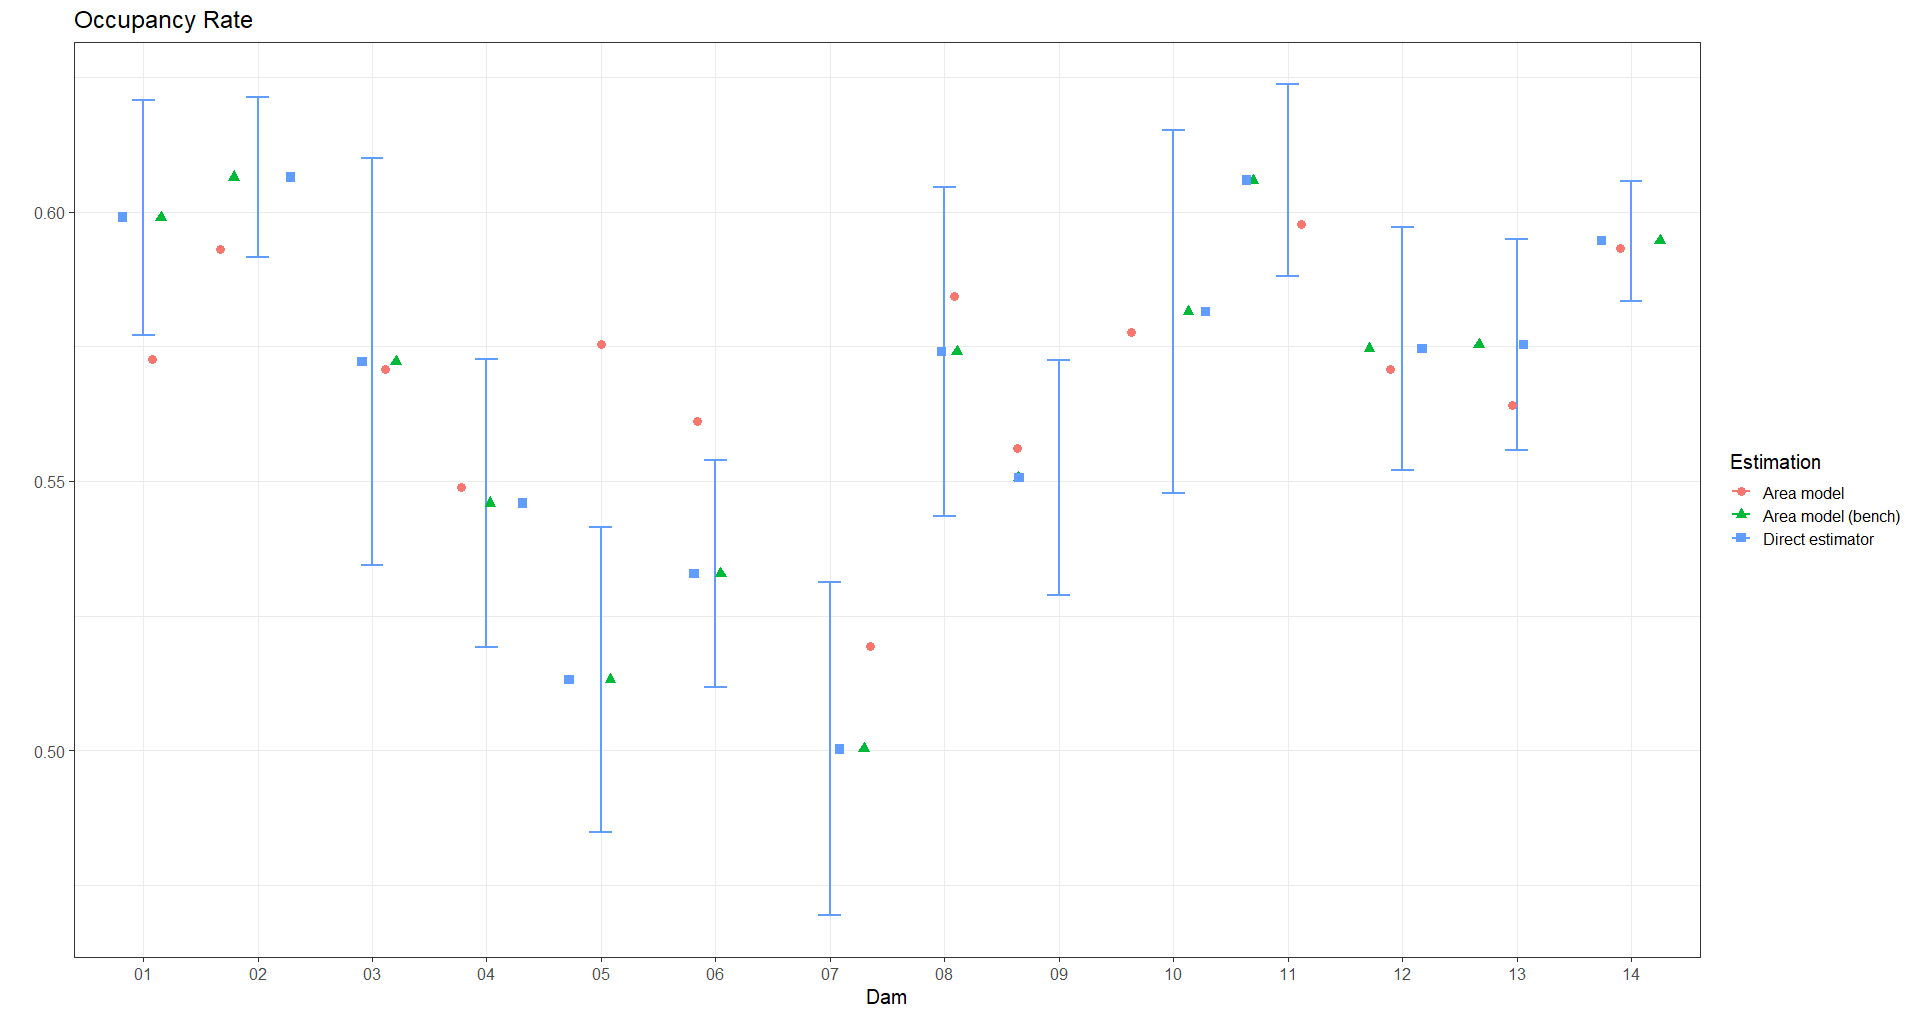 Occupancy Rate
0.60
0.55
0.50
01 02 03 04 05 06 07 08 09 10 11 12 13 14
Dam
Estimation
Area model
Area model (bench)
Direct estimator